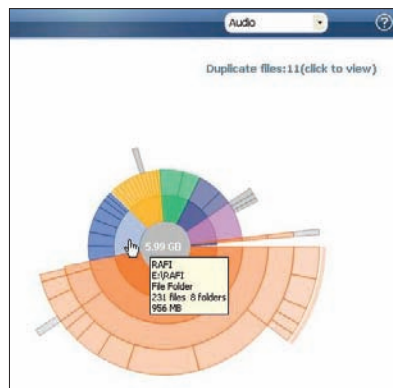 Audio
?
Duplicate files:11(click to view)
5.99 GB
RAFI
E:\RAFI
File Folder
231 files 8 folders
956 MB